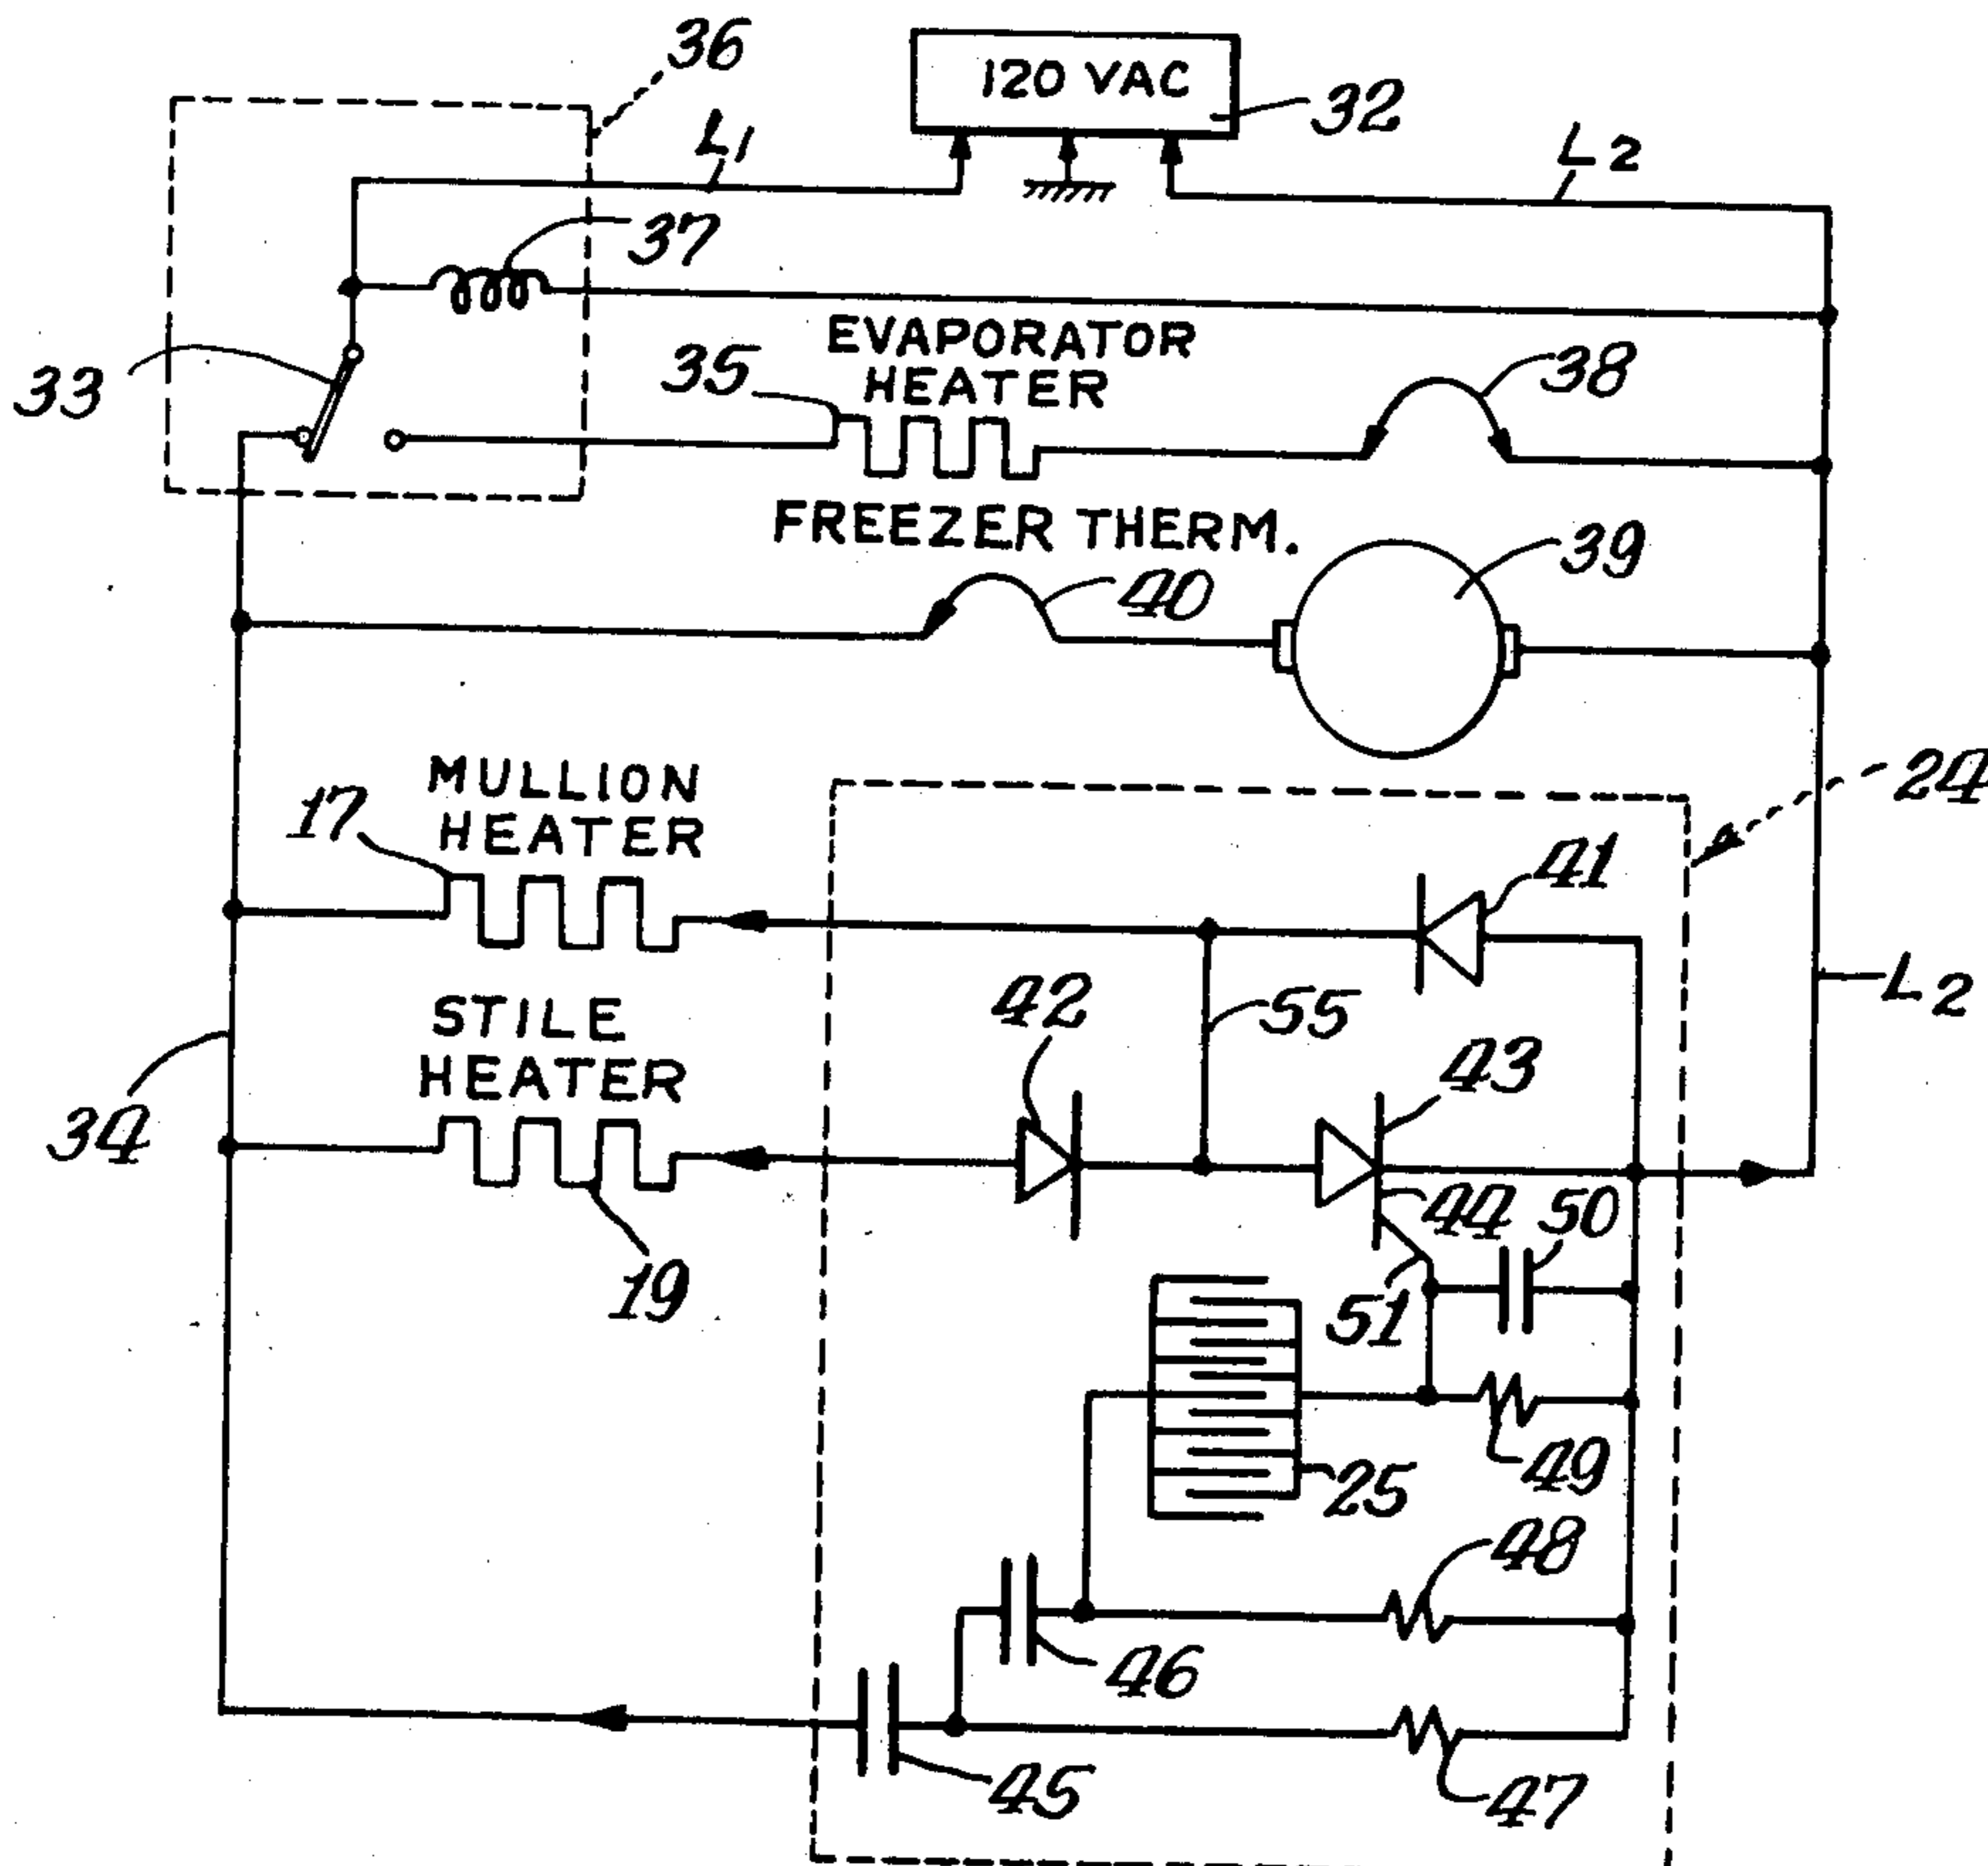 36
120 VAC
32
L1
L2
37
33
35
EVAPORATOR
HEATER
38
FREEZER THERM.
39
40
24
MULLION
HEATER
17
41
42
55
L2
STILE
HEATER
43
34
44
50
19
51
49
25
48
46
45
47